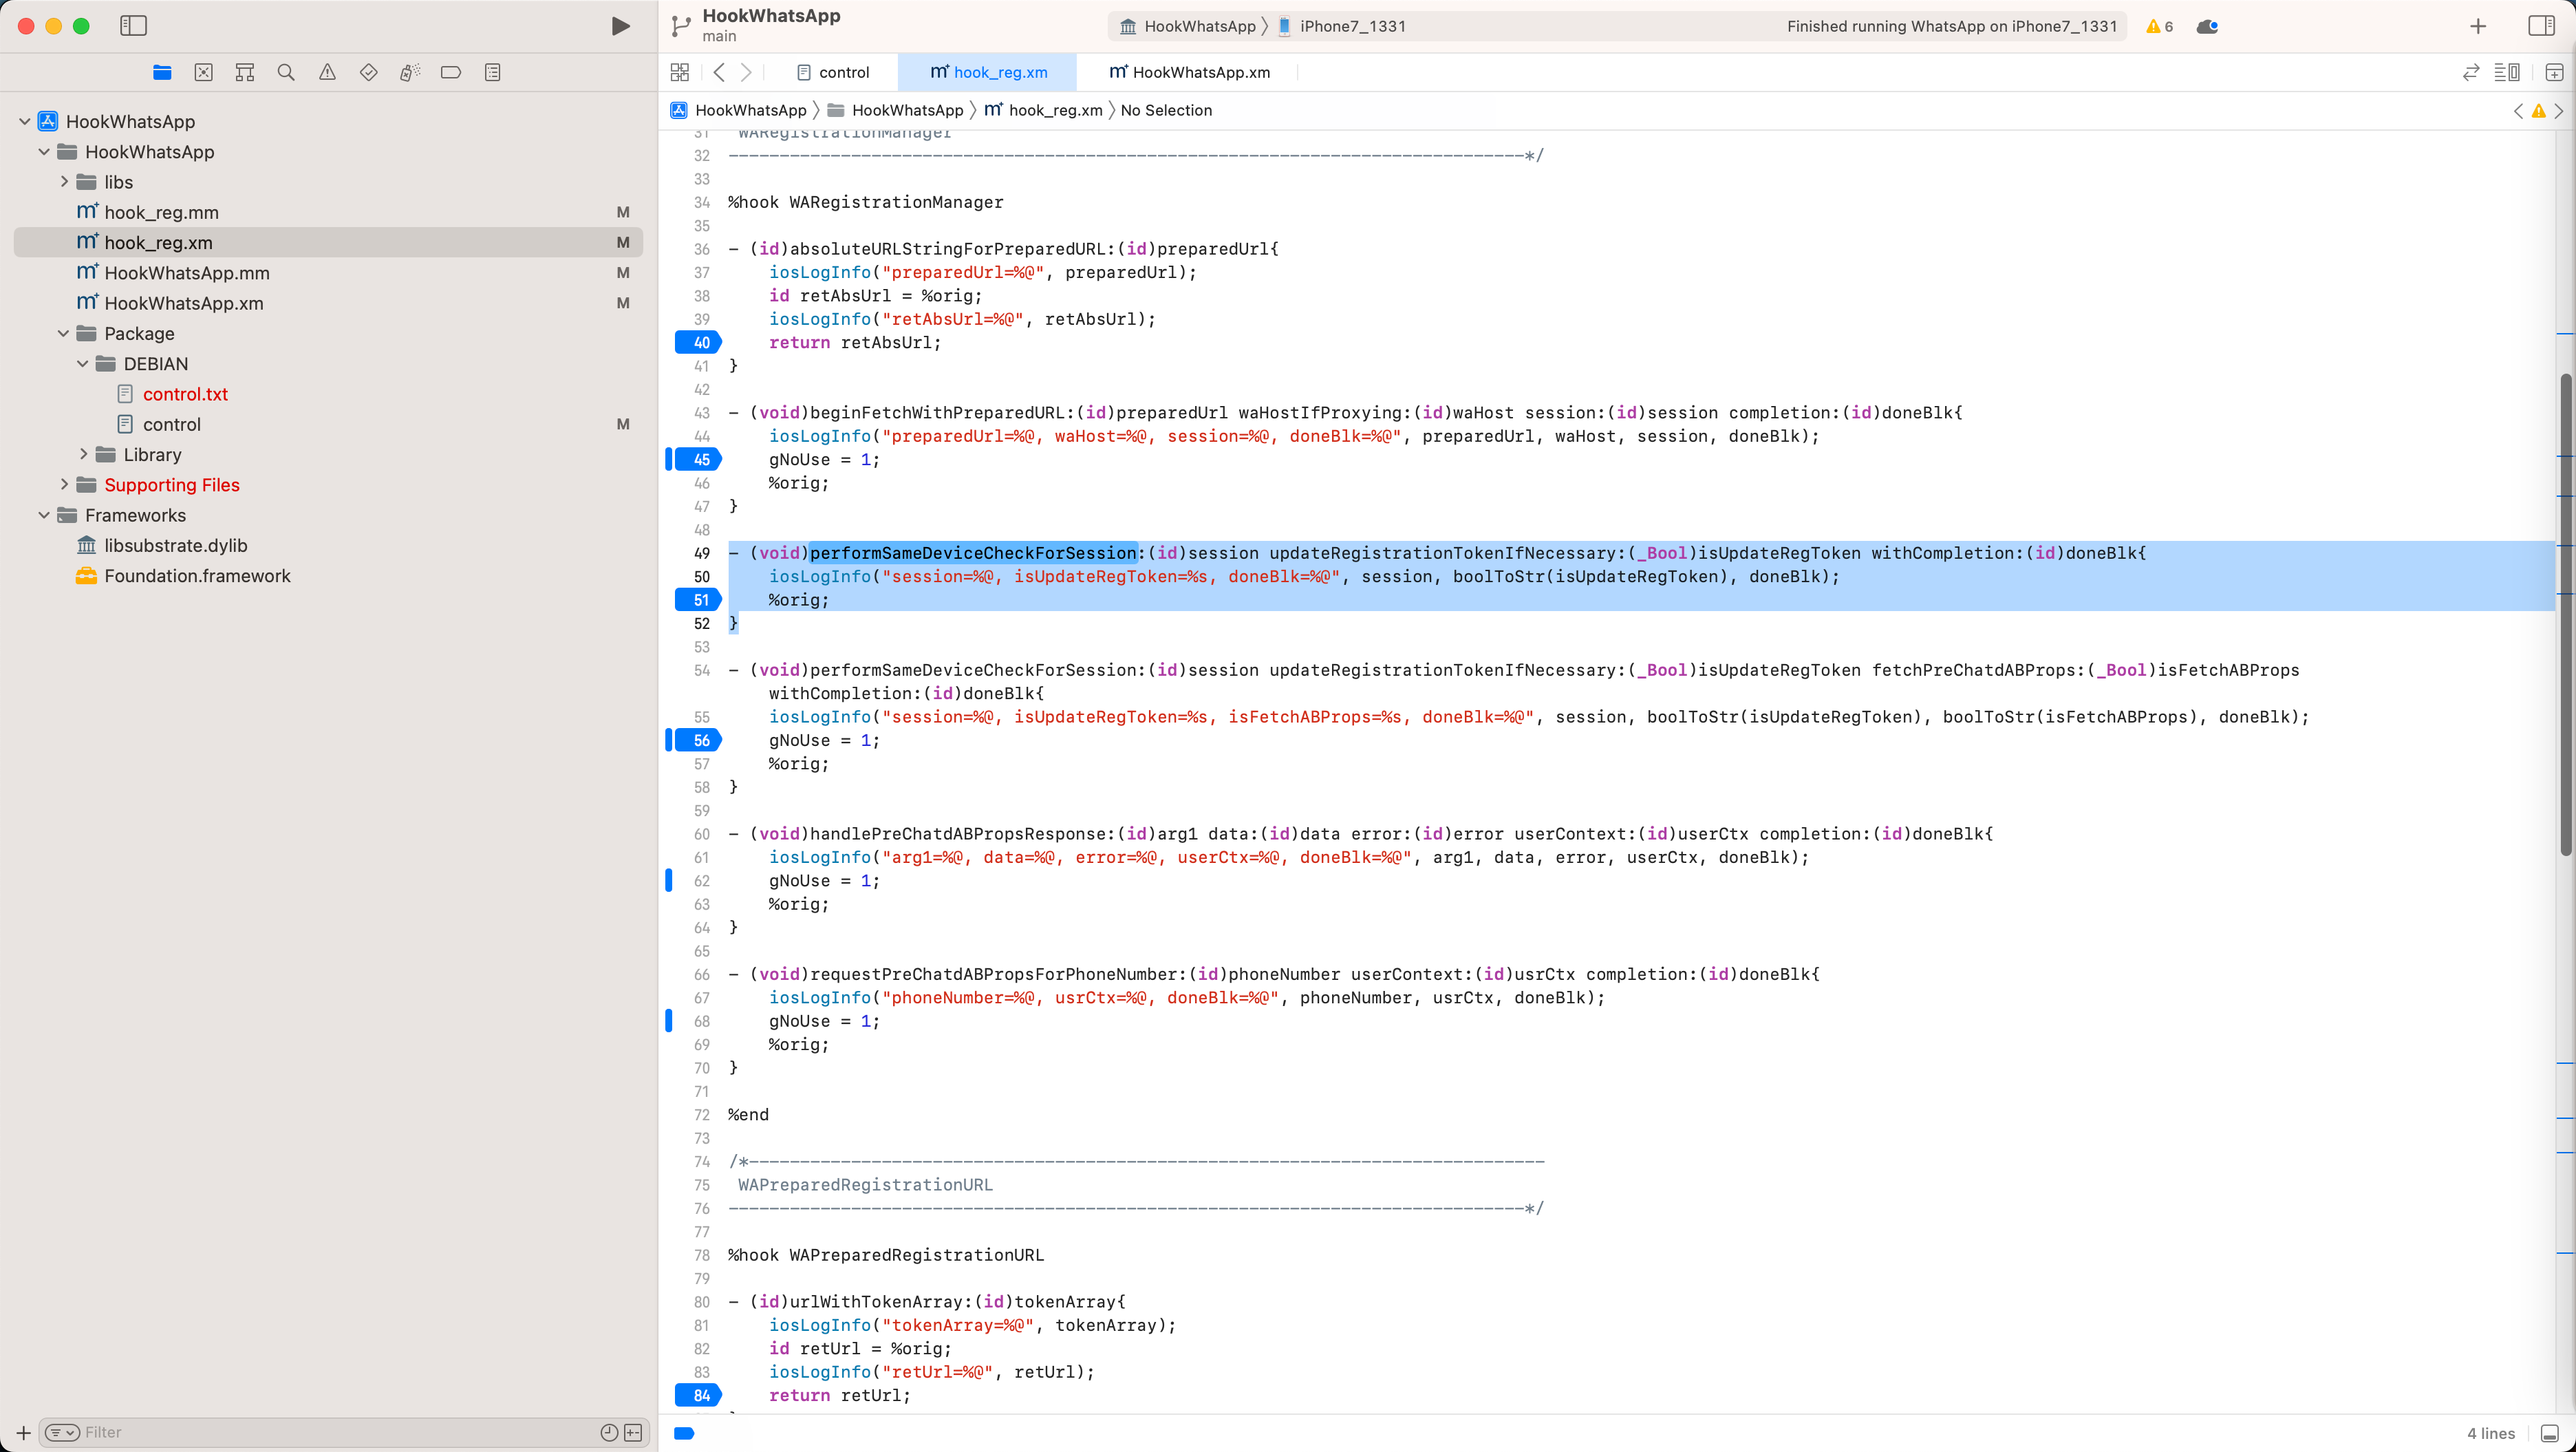 HookWhatsApp
main
HookWhatsApp
iPhone7_1331
Finished running WhatsApp on iPhone7_1331
6
control
hook_reg.xm
HookWhatsApp.xm
HookWhatsApp
HookWhatsApp
hook_reg.xm
No Selection
HookWhatsApp
HookWhatsApp
libs
hook_reg.mm M
hook_reg.xm M
HookWhatsApp.mm M
HookWhatsApp.xm M
Package
DEBIAN
control.txt
control M
Library
Supporting Files
Frameworks
libsubstrate.dylib
Foundation.framework
Filter
31 WARegistrationManager
32 ------------------------------------------------------------------------------*/
33
34 %hook WARegistrationManager
35
36 - (id)absoluteURLStringForPreparedURL:(id)preparedUrl{
37 iosLogInfo("preparedUrl=%@", preparedUrl);
38 id retAbsUrl = %orig;
39 iosLogInfo("retAbsUrl=%@", retAbsUrl);
40 return retAbsUrl;
41 }
42
43 - (void)beginFetchWithPreparedURL:(id)preparedUrl waHostIfProxying:(id)waHost session:(id)session completion:(id)doneBlk{
44 iosLogInfo("preparedUrl=%@, waHost=%@, session=%@, doneBlk=%@", preparedUrl, waHost, session, doneBlk);
45 gNoUse = 1;
46 %orig;
47 }
48
49 - (void)performSameDeviceCheckForSession:(id)session updateRegistrationTokenIfNecessary:(_Bool)isUpdateRegToken withCompletion:(id)doneBlk{
50 iosLogInfo("session=%@, isUpdateRegToken=%s, doneBlk=%@", session, boolToStr(isUpdateRegToken), doneBlk);
51 %orig;
52 }
53
54 - (void)performSameDeviceCheckForSession:(id)session updateRegistrationTokenIfNecessary:(_Bool)isUpdateRegToken fetchPreChatdABProps:(_Bool)isFetchABProps
withCompletion:(id)doneBlk{
55 iosLogInfo("session=%@, isUpdateRegToken=%s, isFetchABProps=%s, doneBlk=%@", session, boolToStr(isUpdateRegToken), boolToStr(isFetchABProps), doneBlk);
56 gNoUse = 1;
57 %orig;
58 }
59
60 - (void)handlePreChatdABPropsResponse:(id)arg1 data:(id)data error:(id)error userContext:(id)userCtx completion:(id)doneBlk{
61 iosLogInfo("arg1=%@, data=%@, error=%@, userCtx=%@, doneBlk=%@", arg1, data, error, userCtx, doneBlk);
62 gNoUse = 1;
63 %orig;
64 }
65
66 - (void)requestPreChatdABPropsForPhoneNumber:(id)phoneNumber userContext:(id)usrCtx completion:(id)doneBlk{
67 iosLogInfo("phoneNumber=%@, usrCtx=%@, doneBlk=%@", phoneNumber, usrCtx, doneBlk);
68 gNoUse = 1;
69 %orig;
70 }
71
72 %end
73
74 /*------------------------------------------------------------------------------
75 WAPreparedRegistrationURL
76 ------------------------------------------------------------------------------*/
77
78 %hook WAPreparedRegistrationURL
79
80 - (id)urlWithTokenArray:(id)tokenArray{
81 iosLogInfo("tokenArray=%@", tokenArray);
82 id retUrl = %orig;
83 iosLogInfo("retUrl=%@", retUrl);
84 return retUrl;
4 lines